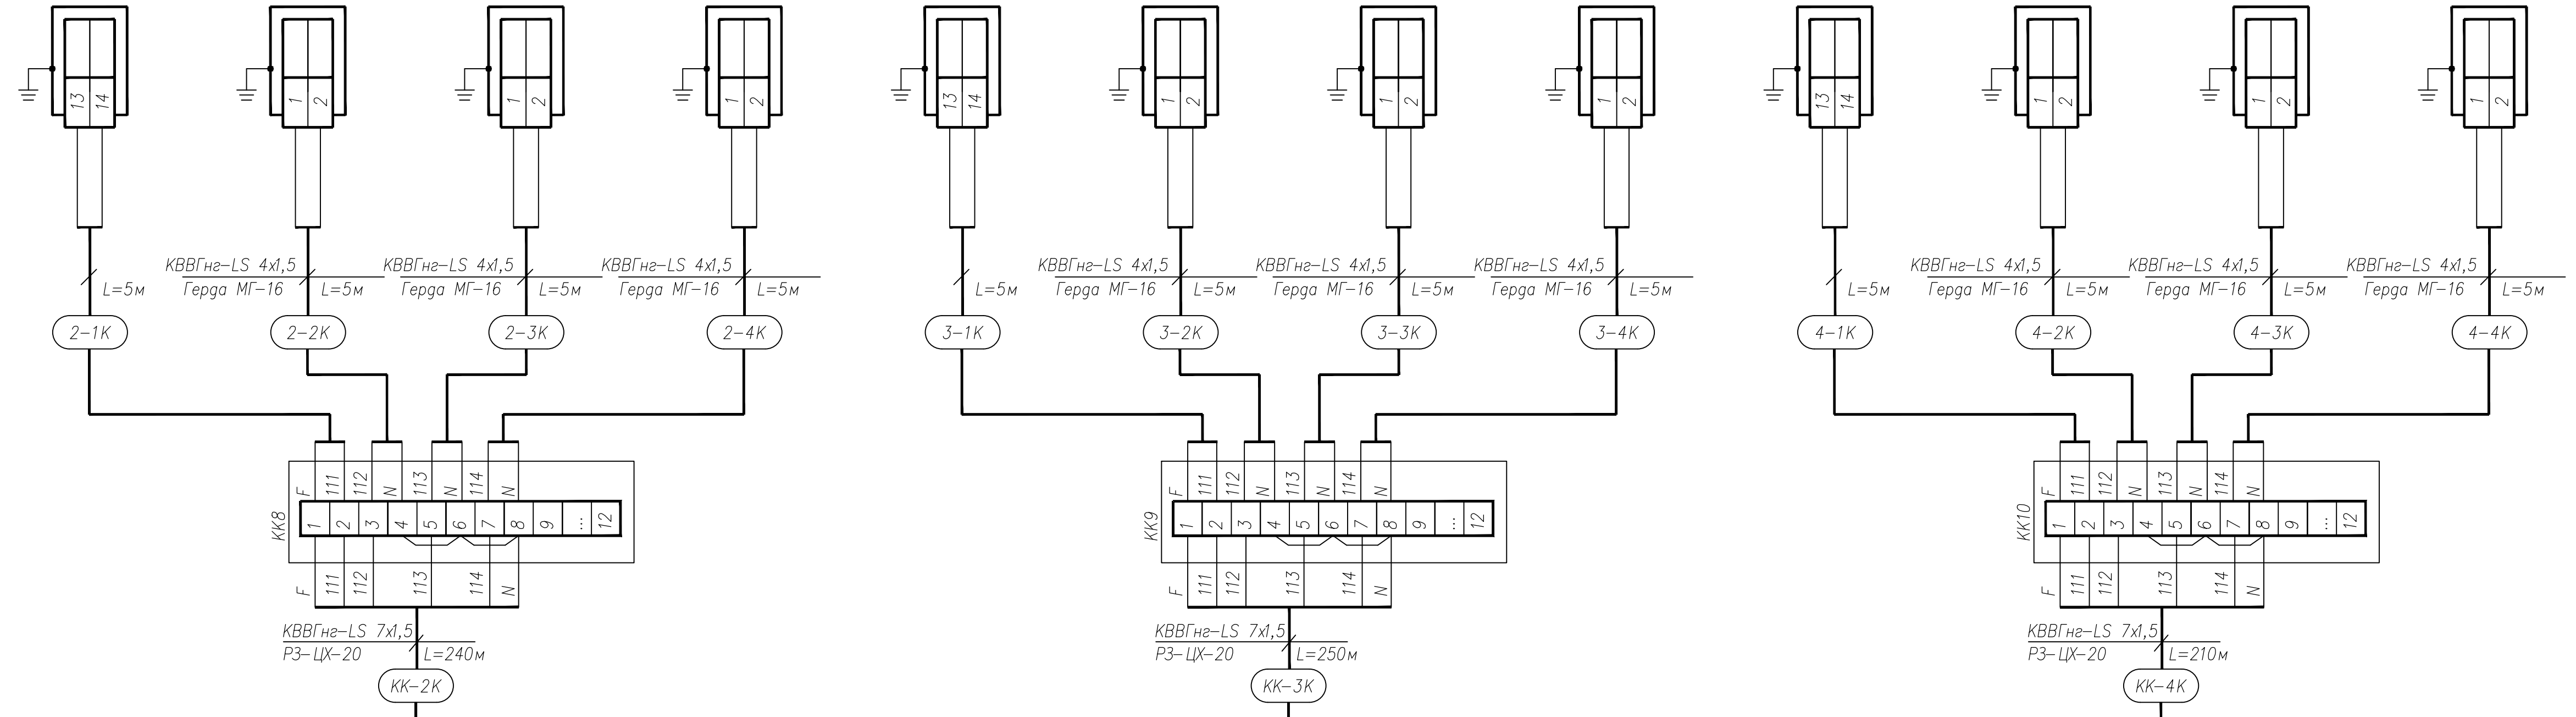 13 14 1 2 1 2 1 2 13 14 1 2 1 2 1 2 13 14 1 2 1 2 1 2
КВВГнг-LS 4х1,5 КВВГнг-LS 4х1,5 КВВГнг-LS 4х1,5 КВВГнг-LS 4х1,5 КВВГнг-LS 4х1,5 КВВГнг-LS 4х1,5 КВВГнг-LS 4х1,5 КВВГнг-LS 4х1,5 КВВГнг-LS 4х1,5
L=5м Герда МГ-16 L=5м Герда МГ-16 L=5м Герда МГ-16 L=5м L=5м Герда МГ-16 L=5м Герда МГ-16 L=5м Герда МГ-16 L=5м L=5м Герда МГ-16 L=5м Герда МГ-16 L=5м Герда МГ-16 L=5м
2-1К 2-2К 2-3К 2-4К 3-1К 3-2К 3-3К 3-4К 4-1К 4-2К 4-3К 4-4К
F 111 112 N 113 N 114 N F 111 112 N 113 N 114 N F 111 112 N 113 N 114 N
КК8 1 2 3 4 5 6 7 8 9 ... 12 КК9 1 2 3 4 5 6 7 8 9 ... 12 КК10 1 2 3 4 5 6 7 8 9 ... 12
F 111 112 113 114 N F 111 112 113 114 N F 111 112 113 114 N
КВВГнг-LS 7х1,5 КВВГнг-LS 7х1,5 КВВГнг-LS 7х1,5
РЗ-ЦХ-20 L=240м РЗ-ЦХ-20 L=250м РЗ-ЦХ-20 L=210м
КК-2К КК-3К КК-4К